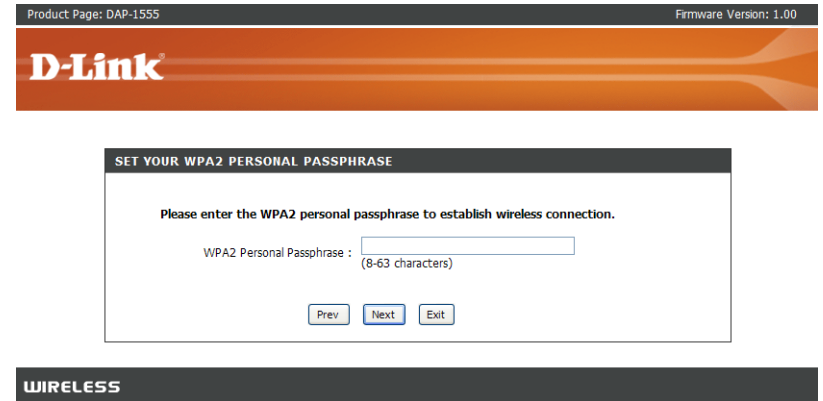 Product Page: DAP-1555 Firmware Version: 1.00
D-Link®
SET YOUR WPA2 PERSONAL PASSPHRASE
Please enter the WPA2 personal passphrase to establish wireless connection.
WPA2 Personal Passphrase :
(8-63 characters)
Prev Next Exit
WIRELESS